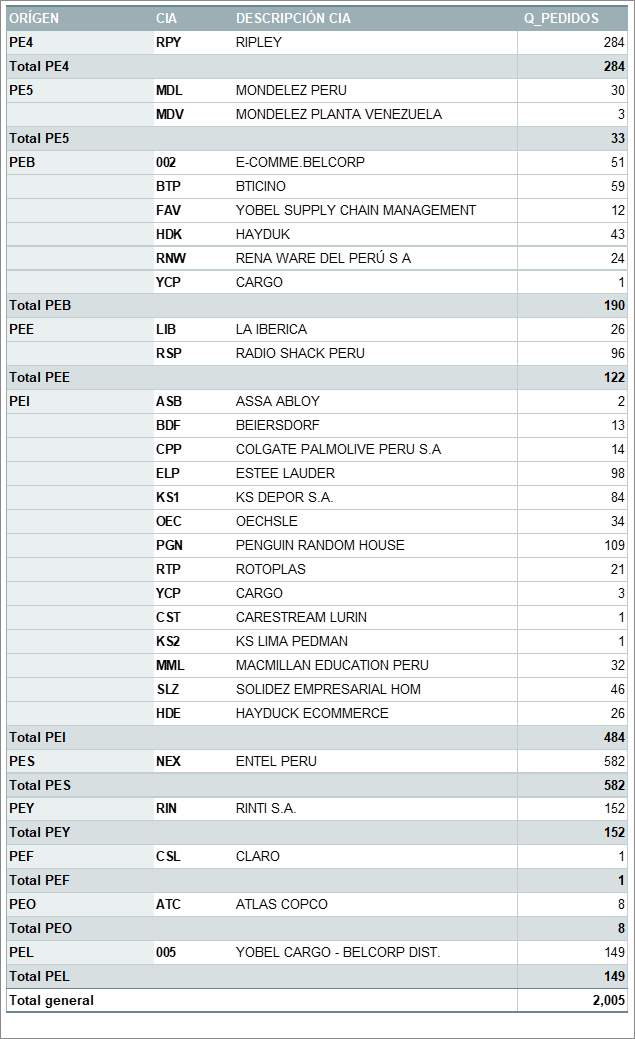 ORÍGEN CIA DESCRIPCIÓN CIA Q_PEDIDOS
PE4 RPY RIPLEY 284
Total PE4 284
PE5 MDL MONDELEZ PERU 30
MDV MONDELEZ PLANTA VENEZUELA 3
Total PE5 33
PEB 002 E-COMME.BELCORP 51
BTP BTICINO 59
FAV YOBEL SUPPLY CHAIN MANAGEMENT 12
HDK HAYDUK 43
RNW RENA WARE DEL PERÚ S A 24
YCP CARGO 1
Total PEB 190
PEE LIB LA IBERICA 26
RSP RADIO SHACK PERU 96
Total PEE 122
PEI ASB ASSA ABLOY 2
BDF BEIERSDORF 13
CPP COLGATE PALMOLIVE PERU S.A 14
ELP ESTEE LAUDER 98
KS1 KS DEPOR S.A. 84
OEC OECHSLE 34
PGN PENGUIN RANDOM HOUSE 109
RTP ROTOPLAS 21
YCP CARGO 3
CST CARESTREAM LURIN 1
KS2 KS LIMA PEDMAN 1
MML MACMILLAN EDUCATION PERU 32
SLZ SOLIDEZ EMPRESARIAL HOM 46
HDE HAYDUCK ECOMMERCE 26
Total PEI 484
PES NEX ENTEL PERU 582
Total PES 582
PEY RIN RINTI S.A. 152
Total PEY 152
PEF CSL CLARO 1
Total PEF 1
PEO ATC ATLAS COPCO 8
Total PEO 8
PEL 005 YOBEL CARGO - BELCORP DIST. 149
Total PEL 149
Total general 2,005